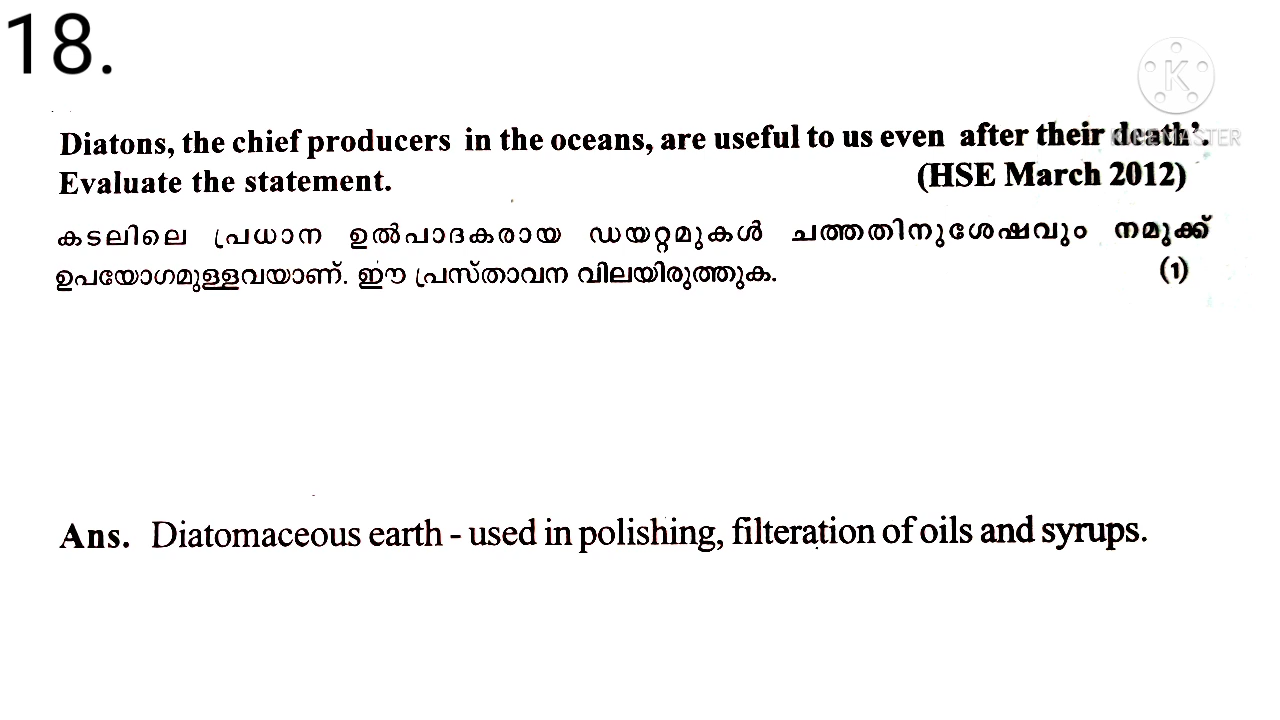 18.
K
KINEMASTER
Diatons, the chief producers in the oceans, are useful to us even after their death'.
Evaluate the statement. (HSE March 2012)
കടലിലെ പ്രധാന ഉൽപാദകരായ ഡയറ്റമുകൾ ചത്തതിനുശേഷവും നമുക്ക്
ഉപയോഗമുള്ളവയാണ്. ഈ പ്രസ്താവന വിലയിരുത്തുക. (1)
Ans. Diatomaceous earth - used in polishing, filteration of oils and syrups.